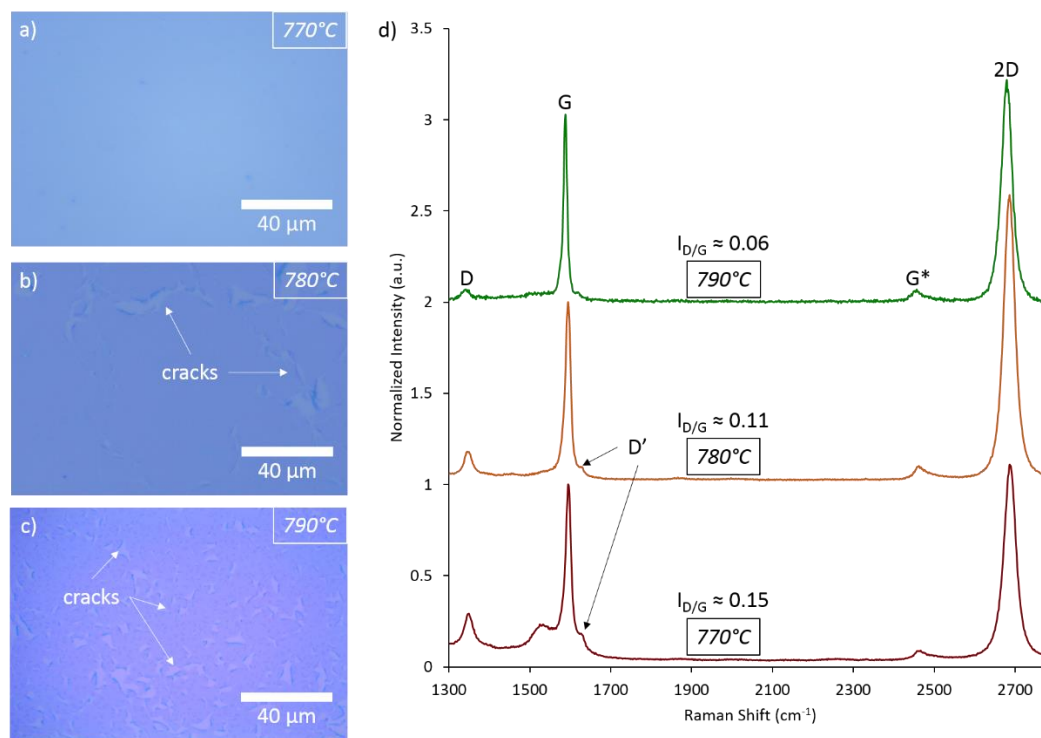 a)
770°C
40 µm
b)
780°C
cracks
40 µm
c)
790°C
cracks
40 µm
d)
Normalized Intensity (a.u.)
3.5
3
2.5
2
1.5
1
0.5
0
2D
G
I_D/G ≈ 0.06
790°C
D
G*
I_D/G ≈ 0.11
780°C
D’
I_D/G ≈ 0.15
770°C
1300 1500 1700 1900 2100 2300 2500 2700
Raman Shift (cm⁻¹)